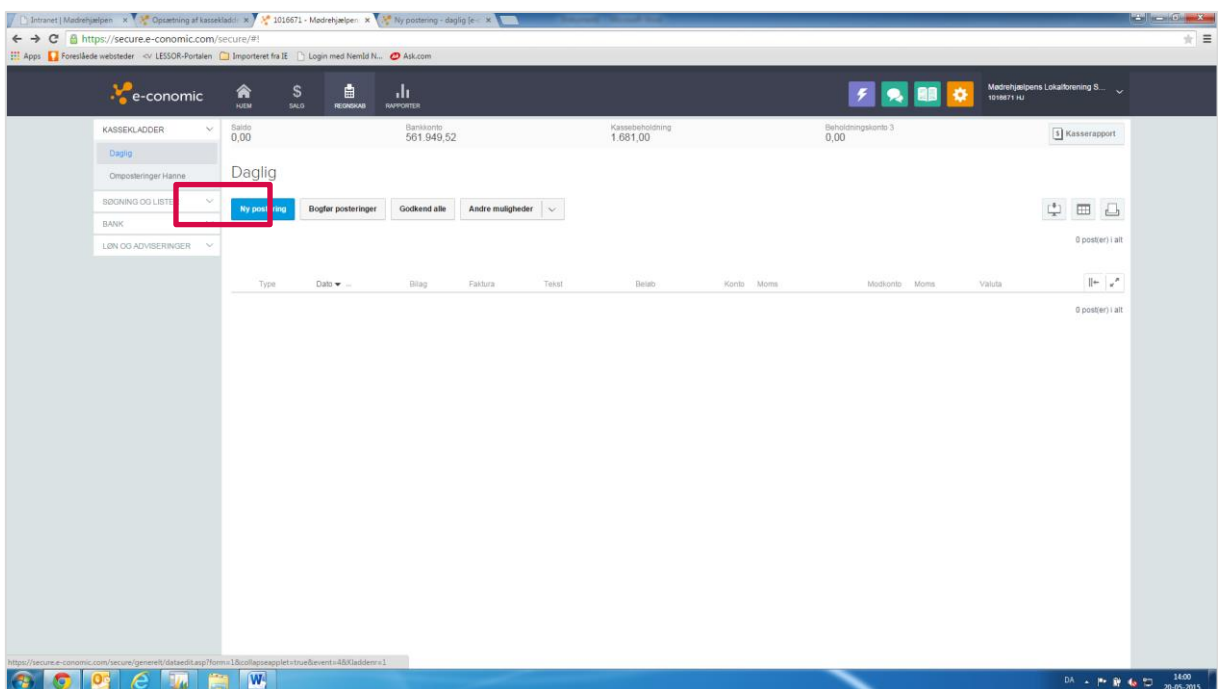 Intranet | Mødrehjælpen × Opsætning af kassekladde × 1016671 - Mødrehjælpen × Ny postering - daglig [e-c ×
https://secure.e-conomic.com/secure/#!
Apps Foreslåede websteder LESSOR-Portalen Importeret fra IE Login med NemId N... Ask.com
e-conomic HJEM SALG REGNSKAB RAPPORTER Mødrehjælpens Lokalforening S...
1016671 HJ
KASSEKLADDER
Daglig
Omposteringer Hanne
SØGNING OG LISTE
BANK
LØN OG ADVISERINGER
Saldo Bankkonto Kassebeholdning Beholdningskonto 3
0,00 561.949,52 1.681,00 0,00
Kasserapport
Daglig
Ny postering Bogfør posteringer Godkend alle Andre muligheder
0 post(er) i alt
Type Dato ... Bilag Faktura Tekst Beløb Konto Moms Modkonto Moms Valuta
0 post(er) i alt
https://secure.e-conomic.com/secure/generelt/dataedit.asp?form=1&collapseapplet=true&event=4&Kladdenr=1
DA 14:00
20-05-2015